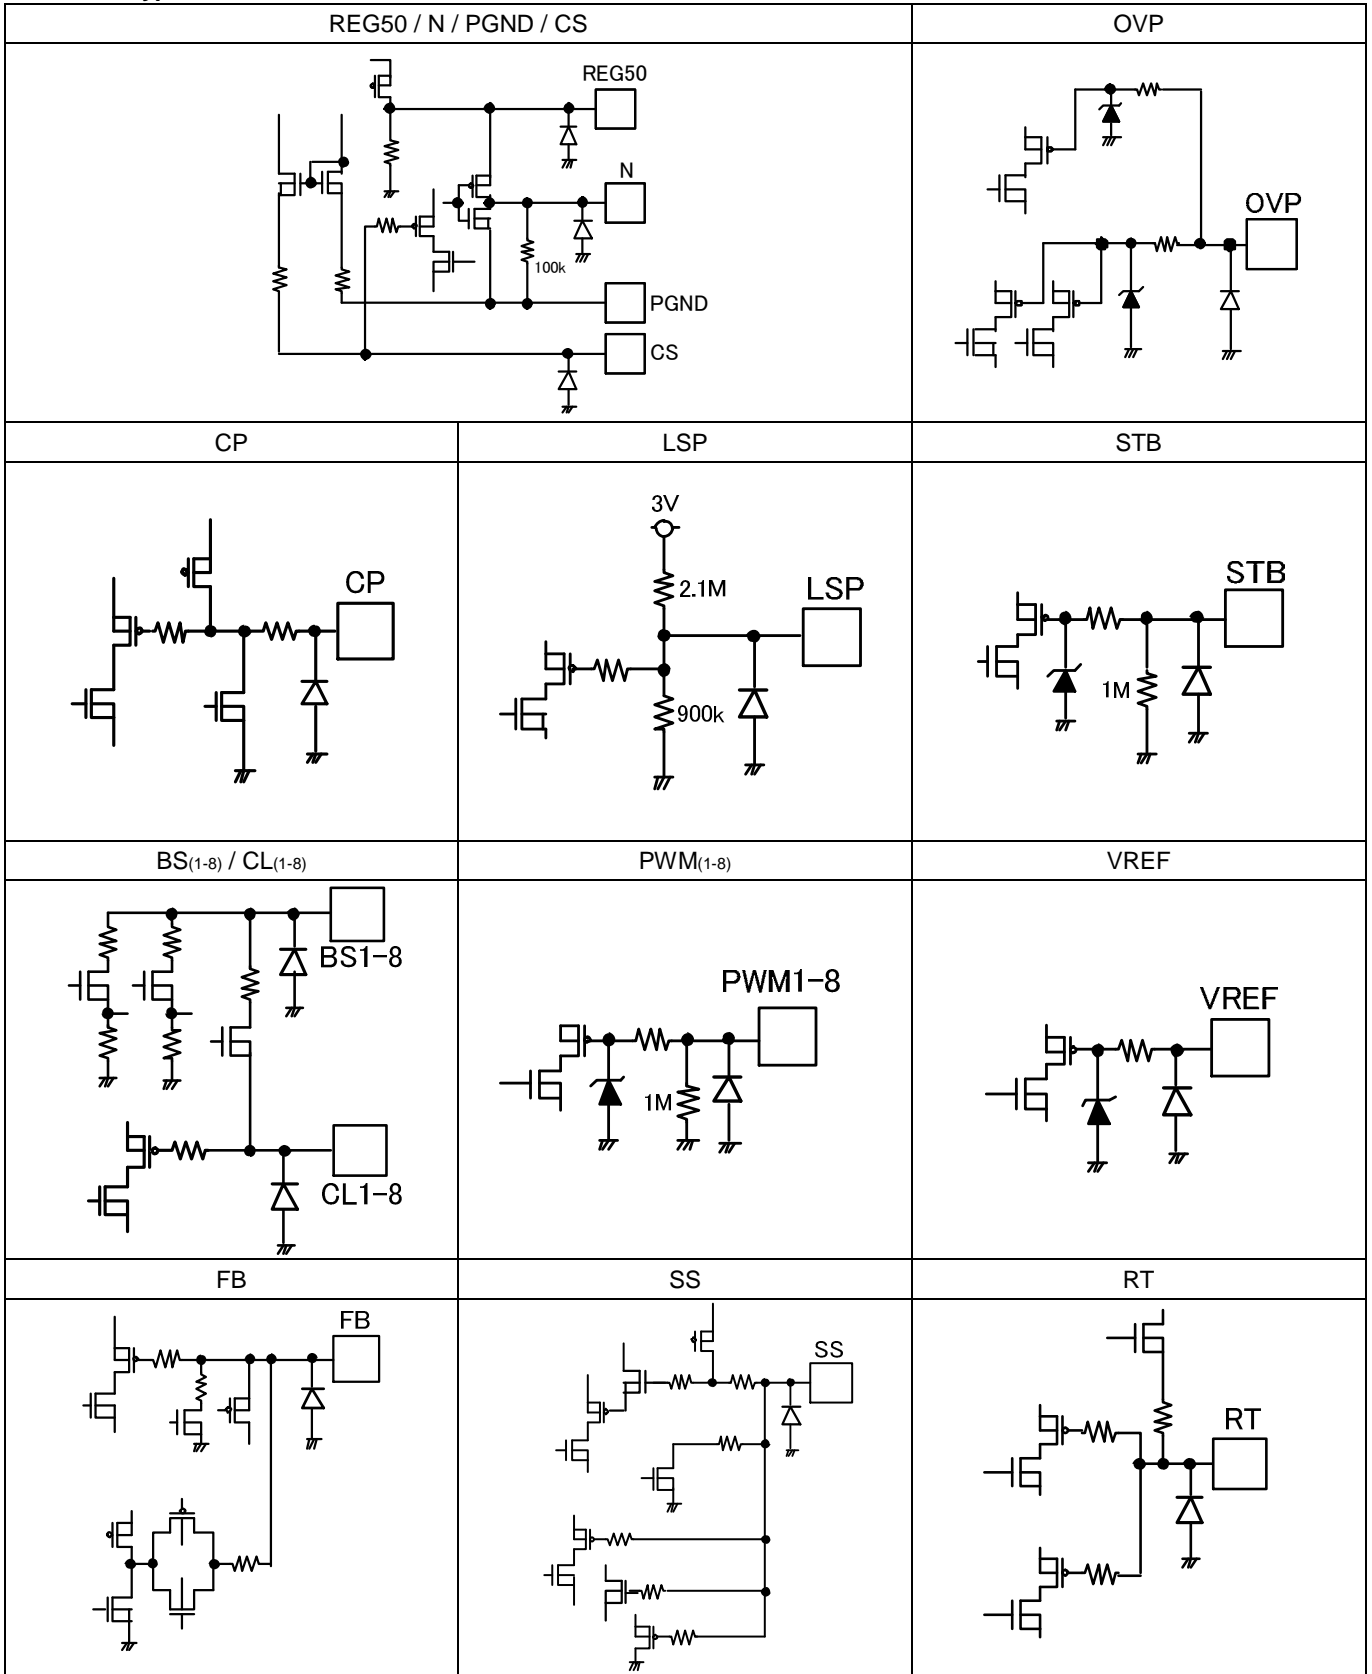 REG50 / N / PGND / CS
OVP
REG50
N
100k
PGND
CS
OVP
CP
LSP
STB
CP
3V
2.1M
LSP
900k
STB
1M
BS(1-8) / CL(1-8)
PWM(1-8)
VREF
BS1-8
CL1-8
PWM1-8
1M
VREF
FB
SS
RT
FB
SS
RT